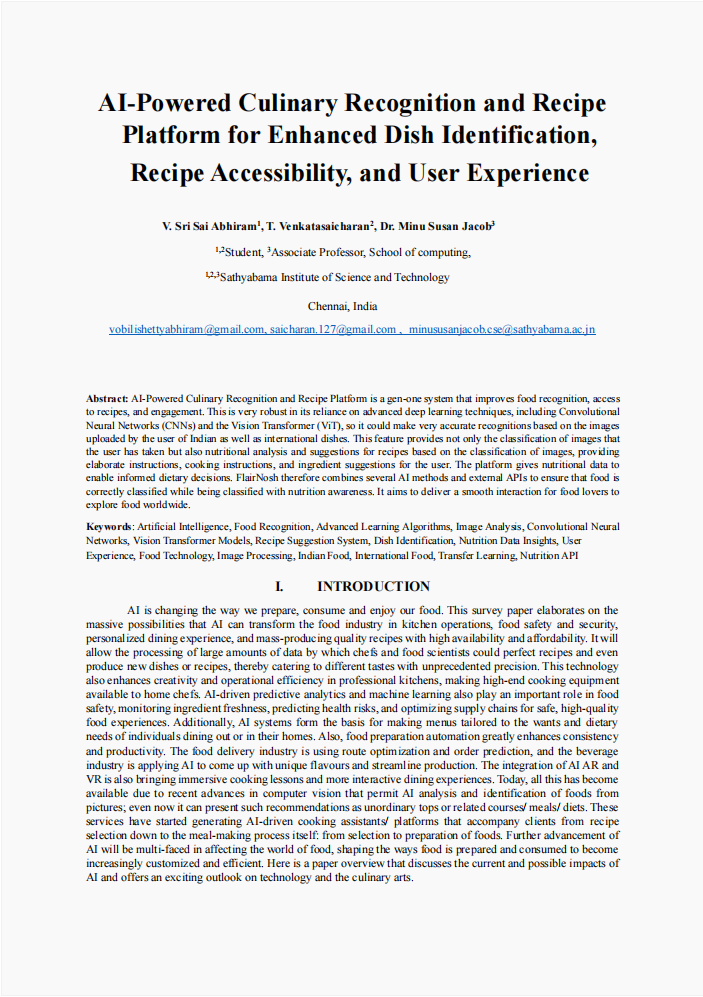 AI-Powered Culinary Recognition and Recipe
Platform for Enhanced Dish Identification,
Recipe Accessibility, and User Experience
V. Sri Sai Abhiram1, T. Venkatasaicharan2, Dr. Minu Susan Jacob3
1,2Student, 3Associate Professor, School of computing,
1,2,3Sathyabama Institute of Science and Technology
Chennai, India
vobilishettyabhiram@gmail.com, saicharan.127@gmail.com , minususanjacob.cse@sathyabama.ac.jn
Abstract: AI-Powered Culinary Recognition and Recipe Platform is a gen-one system that improves food recognition, access
to recipes, and engagement. This is very robust in its reliance on advanced deep learning techniques, including Convolutional
Neural Networks (CNNs) and the Vision Transformer (ViT), so it could make very accurate recognitions based on the images
uploaded by the user of Indian as well as international dishes. This feature provides not only the classification of images that
the user has taken but also nutritional analysis and suggestions for recipes based on the classification of images, providing
elaborate instructions, cooking instructions, and ingredient suggestions for the user. The platform gives nutritional data to
enable informed dietary decisions. FlairNosh therefore combines several AI methods and external APIs to ensure that food is
correctly classified while being classified with nutrition awareness. It aims to deliver a smooth interaction for food lovers to
explore food worldwide.
Keywords: Artificial Intelligence, Food Recognition, Advanced Learning Algorithms, Image Analysis, Convolutional Neural
Networks, Vision Transformer Models, Recipe Suggestion System, Dish Identification, Nutrition Data Insights, User
Experience, Food Technology, Image Processing, Indian Food, International Food, Transfer Learning, Nutrition API
I. INTRODUCTION
AI is changing the way we prepare, consume and enjoy our food. This survey paper elaborates on the
massive possibilities that AI can transform the food industry in kitchen operations, food safety and security,
personalized dining experience, and mass-producing quality recipes with high availability and affordability. It will
allow the processing of large amounts of data by which chefs and food scientists could perfect recipes and even
produce new dishes or recipes, thereby catering to different tastes with unprecedented precision. This technology
also enhances creativity and operational efficiency in professional kitchens, making high-end cooking equipment
available to home chefs. AI-driven predictive analytics and machine learning also play an important role in food
safety, monitoring ingredient freshness, predicting health risks, and optimizing supply chains for safe, high-quality
food experiences. Additionally, AI systems form the basis for making menus tailored to the wants and dietary
needs of individuals dining out or in their homes. Also, food preparation automation greatly enhances consistency
and productivity. The food delivery industry is using route optimization and order prediction, and the beverage
industry is applying AI to come up with unique flavours and streamline production. The integration of AI AR and
VR is also bringing immersive cooking lessons and more interactive dining experiences. Today, all this has become
available due to recent advances in computer vision that permit AI analysis and identification of foods from
pictures; even now it can present such recommendations as unordinary tops or related courses/ meals/ diets. These
services have started generating AI-driven cooking assistants/ platforms that accompany clients from recipe
selection down to the meal-making process itself: from selection to preparation of foods. Further advancement of
AI will be multi-faced in affecting the world of food, shaping the ways food is prepared and consumed to become
increasingly customized and efficient. Here is a paper overview that discusses the current and possible impacts of
AI and offers an exciting outlook on technology and the culinary arts.